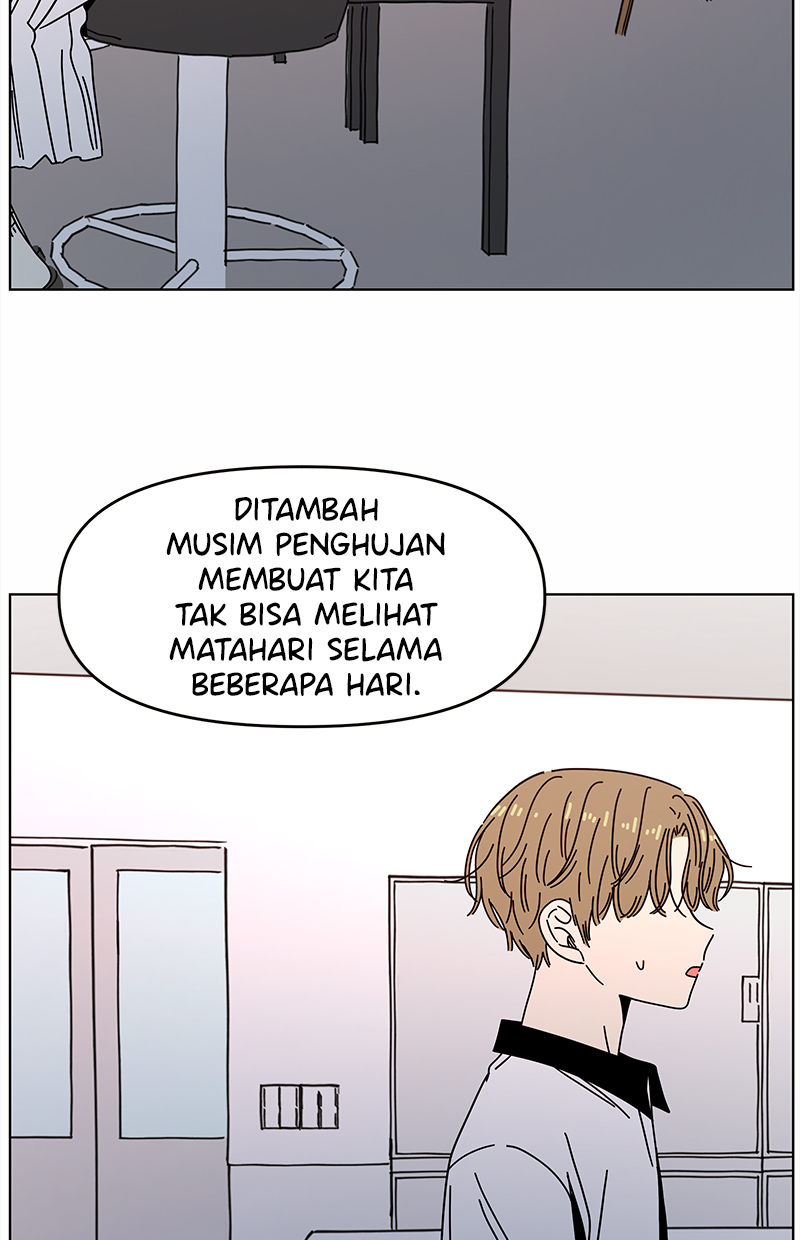 DITAMBAH
MUSIM PENGHUJAN
MEMBUAT KITA
TAK BISA MELIHAT
MATAHARI SELAMA
BEBERAPA HARI.